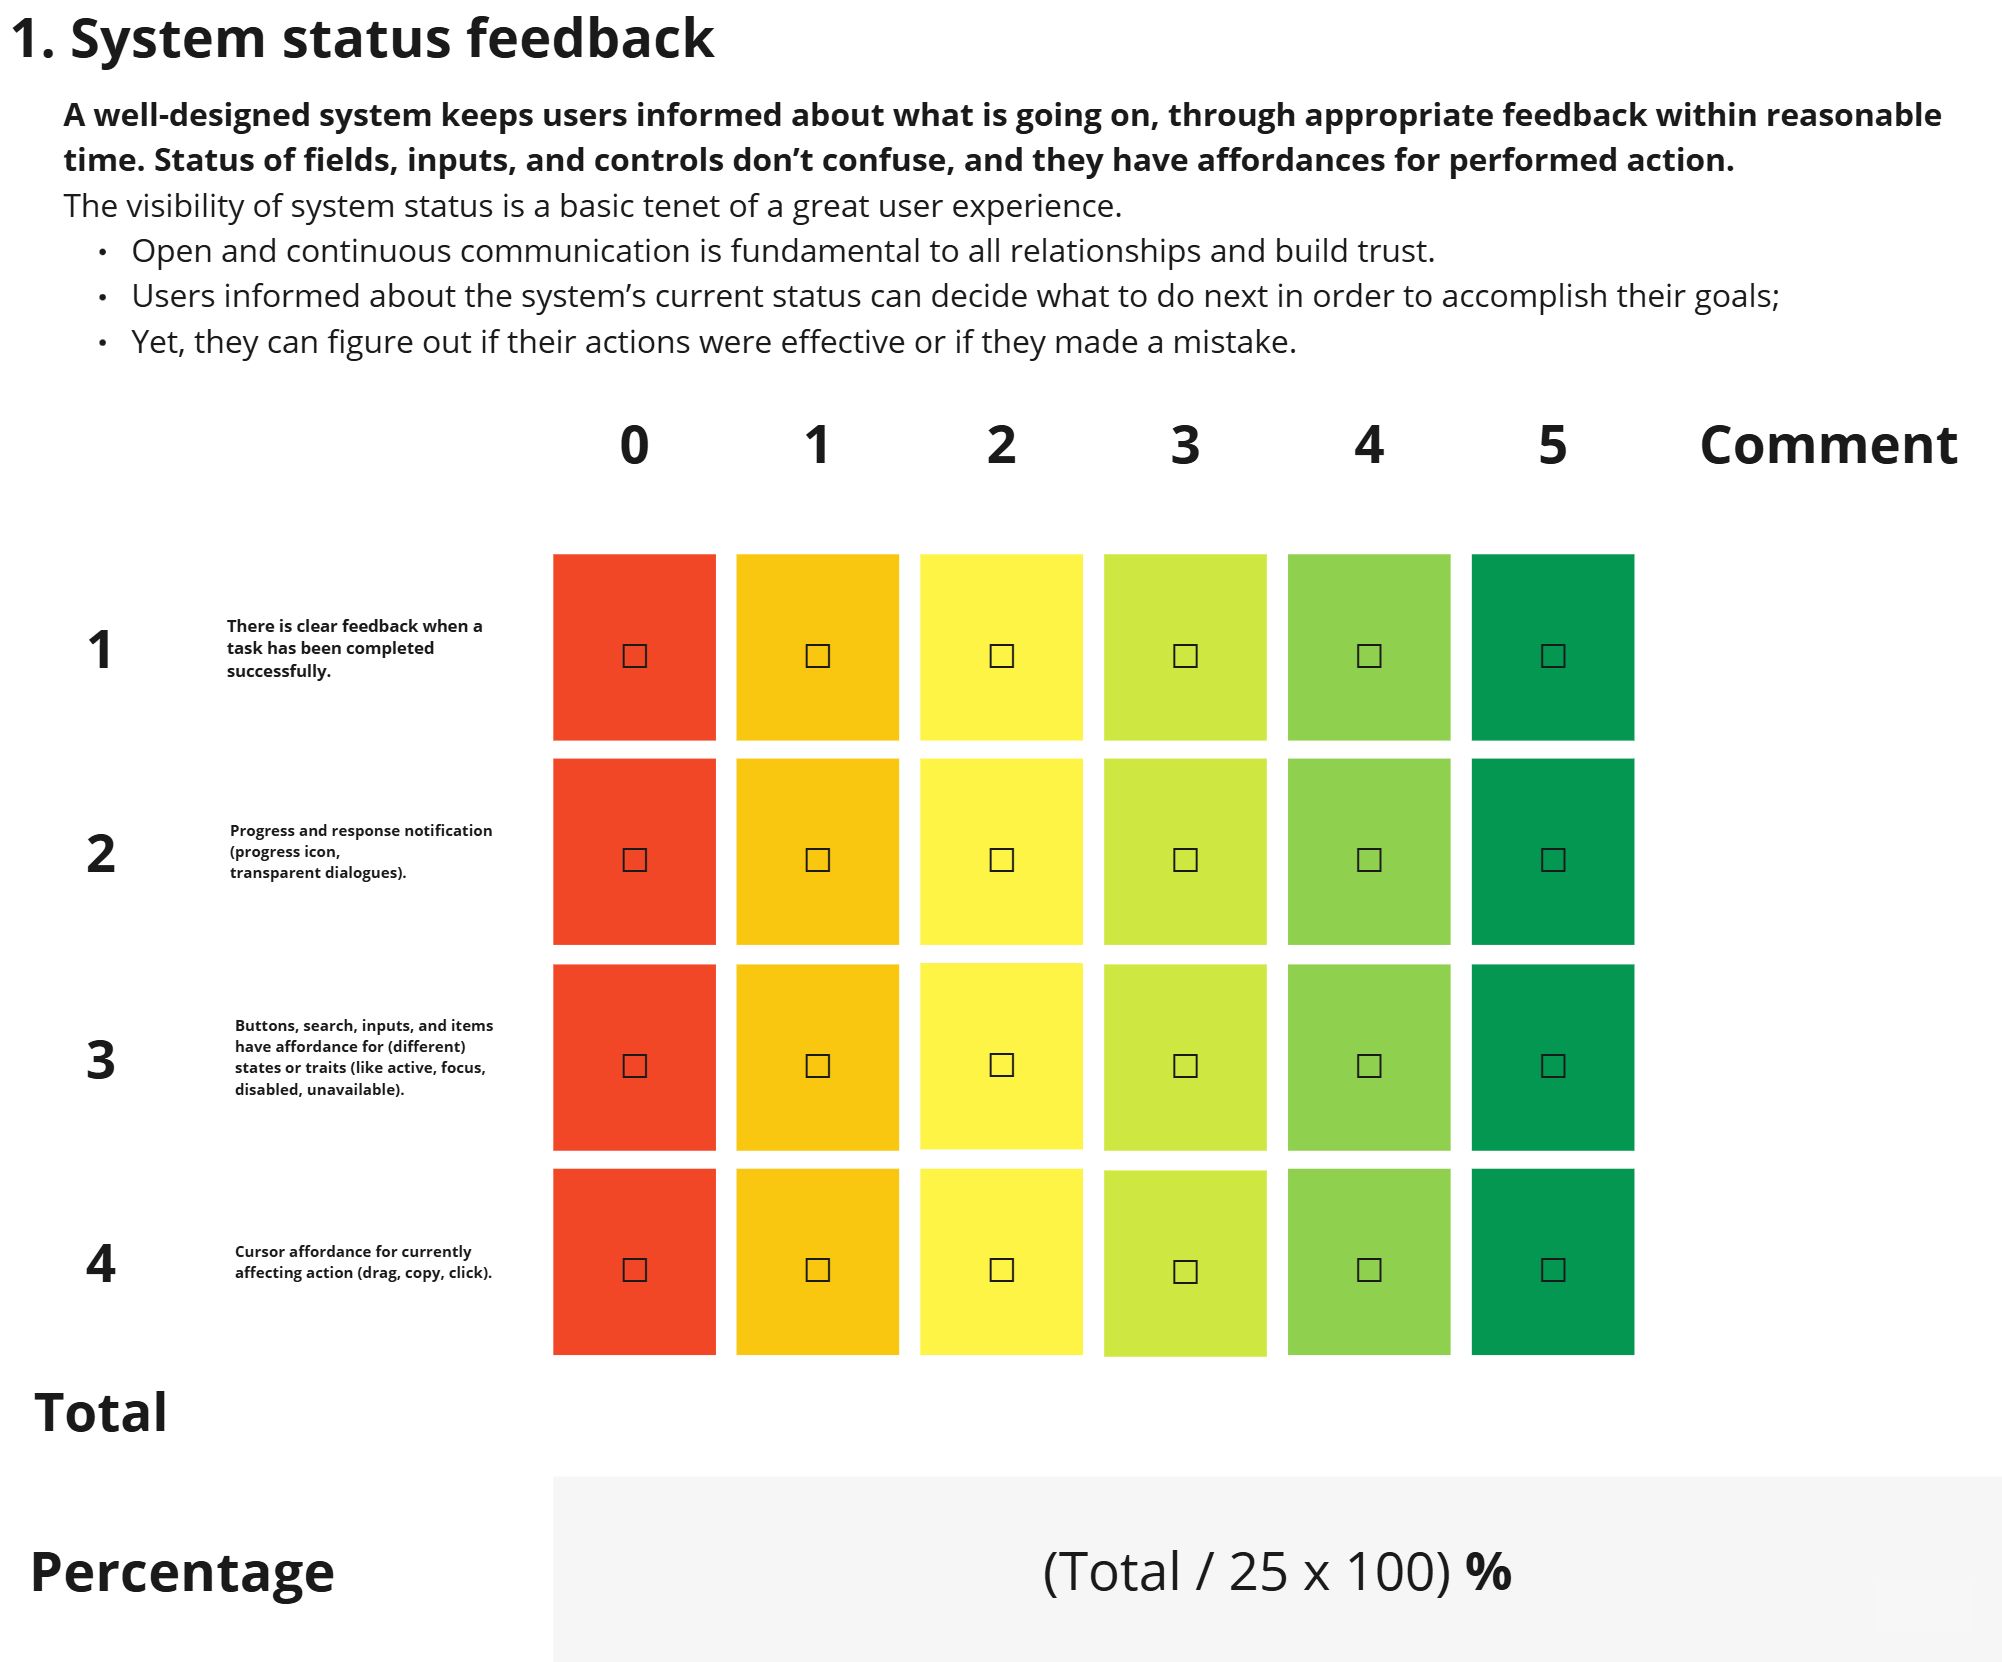 1. System status feedback
A well-designed system keeps users informed about what is going on, through appropriate feedback within reasonable
time. Status of fields, inputs, and controls don’t confuse, and they have affordances for performed action.
The visibility of system status is a basic tenet of a great user experience.
• Open and continuous communication is fundamental to all relationships and build trust.
• Users informed about the system’s current status can decide what to do next in order to accomplish their goals;
• Yet, they can figure out if their actions were effective or if they made a mistake.
0 1 2 3 4 5 Comment
1
There is clear feedback when a
task has been completed
successfully.
2
Progress and response notification
(progress icon,
transparent dialogues).
3
Buttons, search, inputs, and items
have affordance for (different)
states or traits (like active, focus,
disabled, unavailable).
4
Cursor affordance for currently
affecting action (drag, copy, click).
Total
Percentage (Total / 25 x 100) %